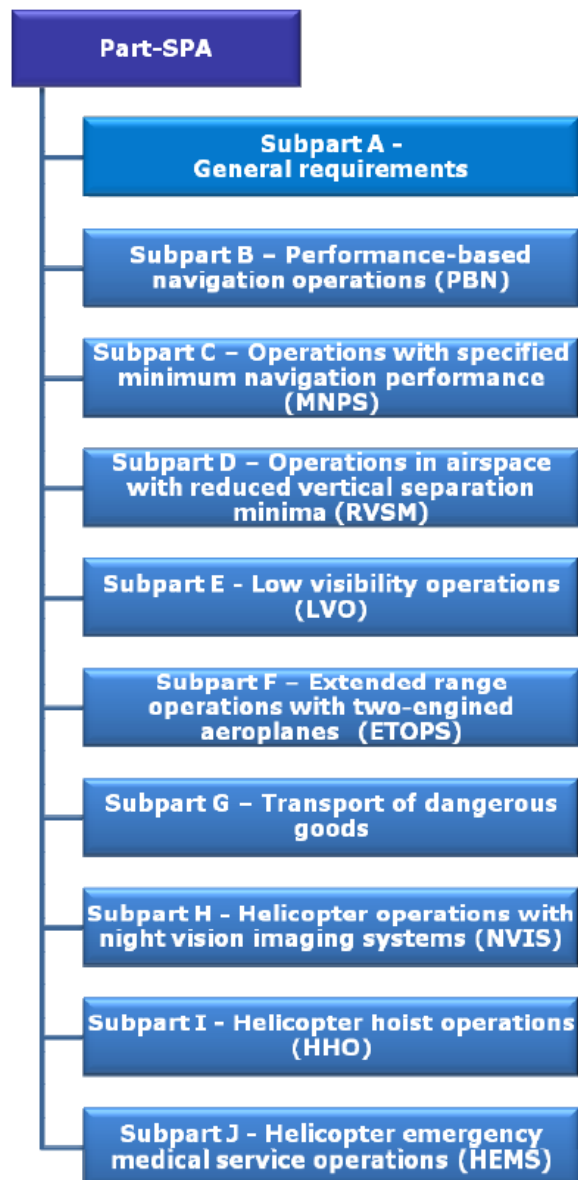 Part-SPA
Subpart A -
General requirements
Subpart B – Performance-based
navigation operations (PBN)
Subpart C – Operations with specified
minimum navigation performance
(MNPS)
Subpart D – Operations in airspace
with reduced vertical separation
minima (RVSM)
Subpart E - Low visibility operations
(LVO)
Subpart F – Extended range
operations with two-engined
aeroplanes (ETOPS)
Subpart G – Transport of dangerous
goods
Subpart H - Helicopter operations with
night vision imaging systems (NVIS)
Subpart I - Helicopter hoist operations
(HHO)
Subpart J - Helicopter emergency
medical service operations (HEMS)